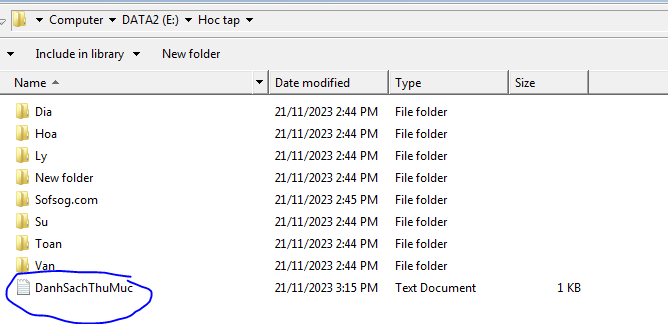 Computer DATA2 (E:) Hoc tap
Include in library New folder
Name Date modified Type Size
Dia 21/11/2023 2:44 PM File folder
Hoa 21/11/2023 2:44 PM File folder
Ly 21/11/2023 2:44 PM File folder
New folder 21/11/2023 2:44 PM File folder
Sofsog.com 21/11/2023 2:45 PM File folder
Su 21/11/2023 2:44 PM File folder
Toan 21/11/2023 2:44 PM File folder
Van 21/11/2023 2:44 PM File folder
DanhSachThuMuc 21/11/2023 3:15 PM Text Document 1 KB